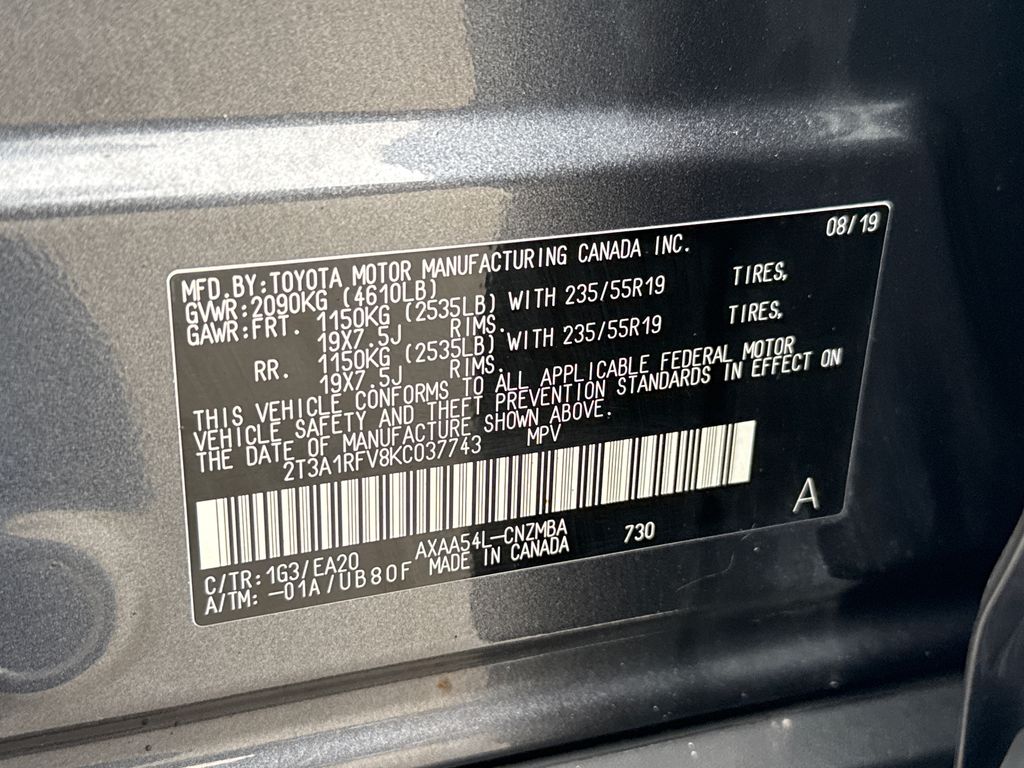 08/19
MFD.BY:TOYOTA MOTOR MANUFACTURING CANADA INC.
GVWR:2090KG (4610LB)
GAWR:FRT. 1150KG (2535LB) WITH 235/55R19 TIRES,
19X7.5J RIMS.
RR. 1150KG (2535LB) WITH 235/55R19 TIRES,
19X7.5J RIMS.
THIS VEHICLE CONFORMS TO ALL APPLICABLE FEDERAL MOTOR
VEHICLE SAFETY AND THEFT PREVENTION STANDARDS IN EFFECT ON
THE DATE OF MANUFACTURE SHOWN ABOVE.
2T3A1RFV8KC037743 MPV
A
C/TR:1G3/EA20 AXAA54L-CNZMBA 730
A/TM:-01A/UB80F MADE IN CANADA